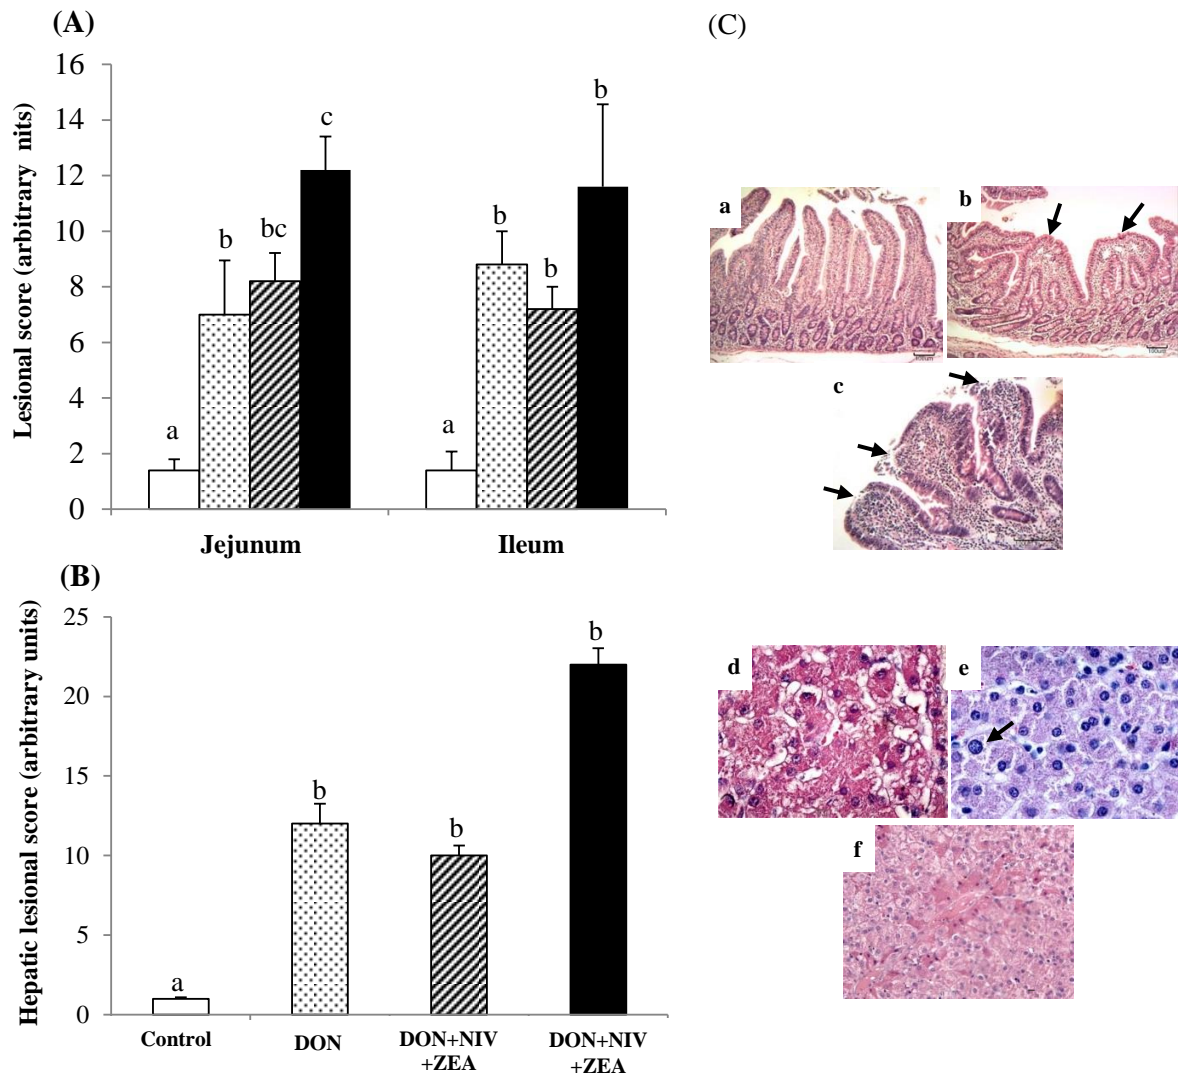 (A)
(C)
Lesional score (arbitrary nits)
16
14
12
10
8
6
4
2
0
a
b
bc
c
a
b
b
b
Jejunum Ileum
a
b
100um
c
(B)
Hepatic lesional score (arbitrary units)
25
20
15
10
5
0
a
b
b
b
Control
DON
DON+NIV
+ZEA
DON+NIV
+ZEA
d
e
f